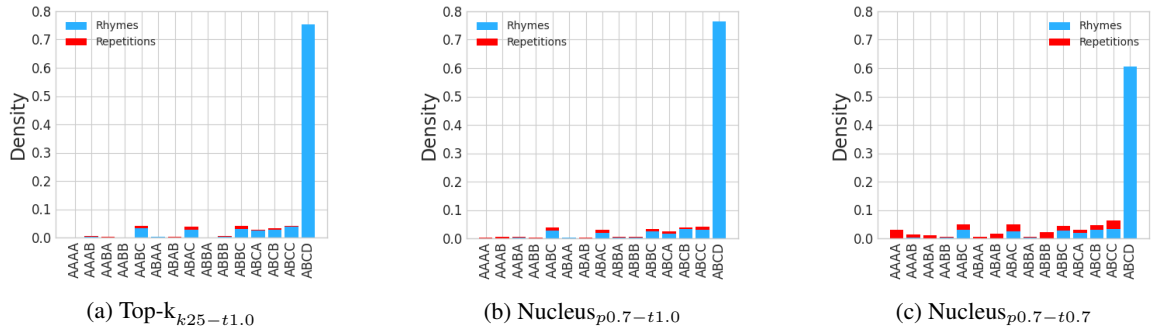 0.8
0.7
0.6
0.5
0.4
0.3
0.2
0.1
0.0
Density
Rhymes
Repetitions
AAAA
AAAB
AABA
AABB
AABC
ABAA
ABAB
ABAC
ABBA
ABBB
ABBC
ABCA
ABCB
ABCC
ABCD
(a) Top-k k25−t1.0
0.8
0.7
0.6
0.5
0.4
0.3
0.2
0.1
0.0
Density
Rhymes
Repetitions
AAAA
AAAB
AABA
AABB
AABC
ABAA
ABAB
ABAC
ABBA
ABBB
ABBC
ABCA
ABCB
ABCC
ABCD
(b) Nucleus p0.7−t1.0
0.8
0.7
0.6
0.5
0.4
0.3
0.2
0.1
0.0
Density
Rhymes
Repetitions
AAAA
AAAB
AABA
AABB
AABC
ABAA
ABAB
ABAC
ABBA
ABBB
ABBC
ABCA
ABCB
ABCC
ABCD
(c) Nucleus p0.7−t0.7